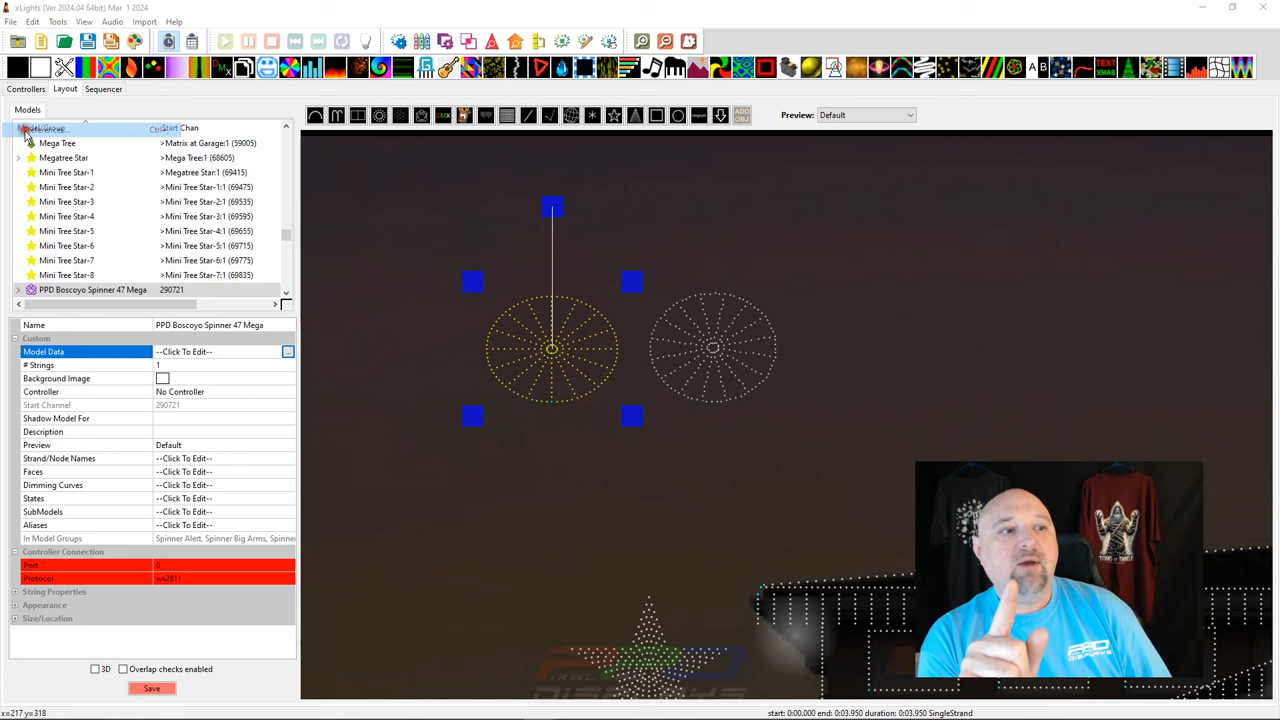 xLights (Ver 2024.04 64bit) Mar 1 2024
File Edit Tools View Audio Import Help
Controllers Layout Sequencer
Models
Preview: Default
Preferences... Start Chan
Mega Tree >Matrix at Garage:1 (59005)
Megatree Star >Mega Tree:1 (68605)
Mini Tree Star-1 >Megatree Star:1 (69415)
Mini Tree Star-2 >Mini Tree Star-1:1 (69475)
Mini Tree Star-3 >Mini Tree Star-2:1 (69535)
Mini Tree Star-4 >Mini Tree Star-3:1 (69595)
Mini Tree Star-5 >Mini Tree Star-4:1 (69655)
Mini Tree Star-6 >Mini Tree Star-5:1 (69715)
Mini Tree Star-7 >Mini Tree Star-6:1 (69775)
Mini Tree Star-8 >Mini Tree Star-7:1 (69835)
PPD Boscoyo Spinner 47 Mega 290721
Name PPD Boscoyo Spinner 47 Mega
Custom
Model Data --Click To Edit-- ...
# Strings 1
Background Image
Controller No Controller
Start Channel 290721
Shadow Model For
Description
Preview Default
Strand/Node Names --Click To Edit--
Faces --Click To Edit--
Dimming Curves --Click To Edit--
States --Click To Edit--
SubModels --Click To Edit--
Aliases --Click To Edit--
In Model Groups Spinner Alert, Spinner Big Arms, Spinner
Controller Connection
Port 0
Protocol ws2811
String Properties
Appearance
Size/Location
3D Overlap checks enabled
Save
x=217 y=318 start: 0:00.000 end: 0:03.950 duration: 0:03.950 SingleStrand
PPD
DISPLAYS
PIXEL
DISPLAYS